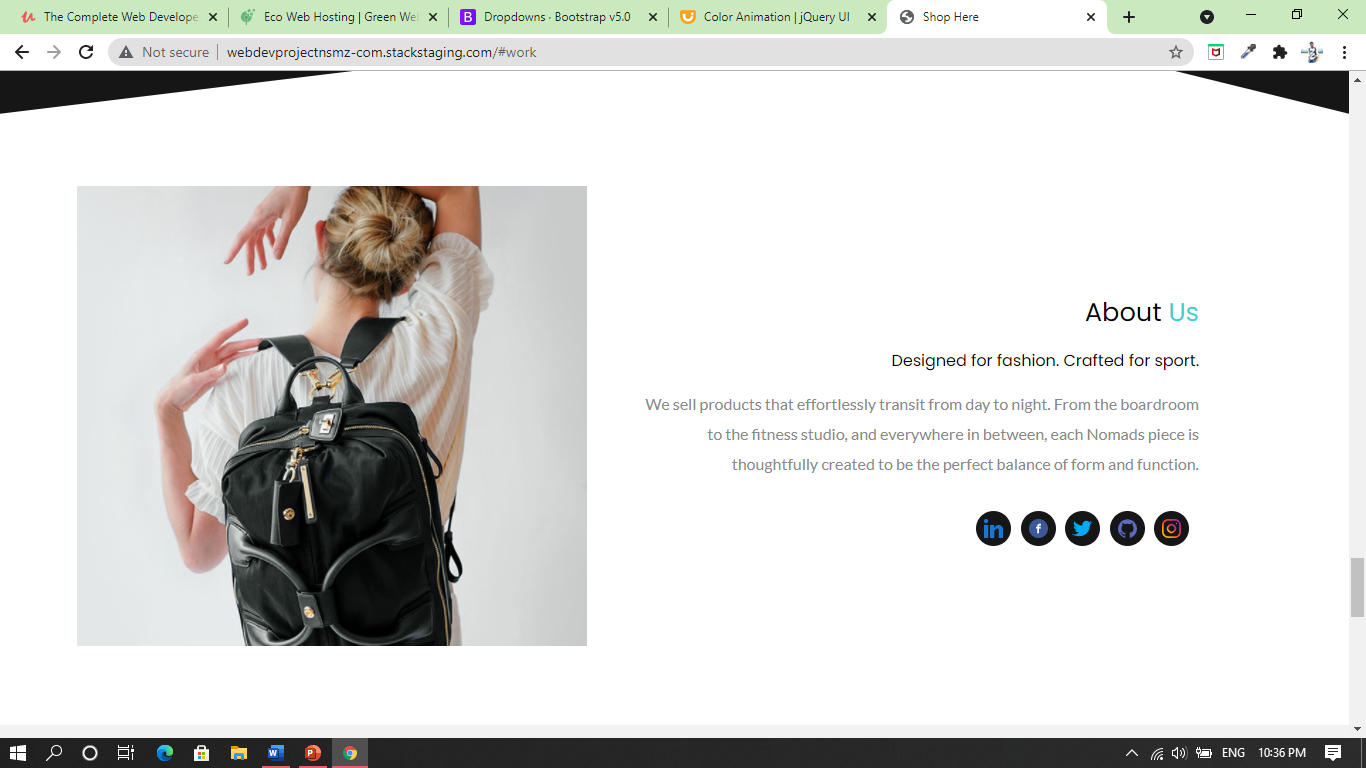 The Complete Web Develope
Eco Web Hosting | Green We
Dropdowns · Bootstrap v5.0
Color Animation | jQuery UI
Shop Here
Not secure
webdevprojectnsmz-com.stackstaging.com/#work
About Us
Designed for fashion. Crafted for sport.
We sell products that effortlessly transit from day to night. From the boardroom
to the fitness studio, and everywhere in between, each Nomads piece is
thoughtfully created to be the perfect balance of form and function.
ENG
10:36 PM